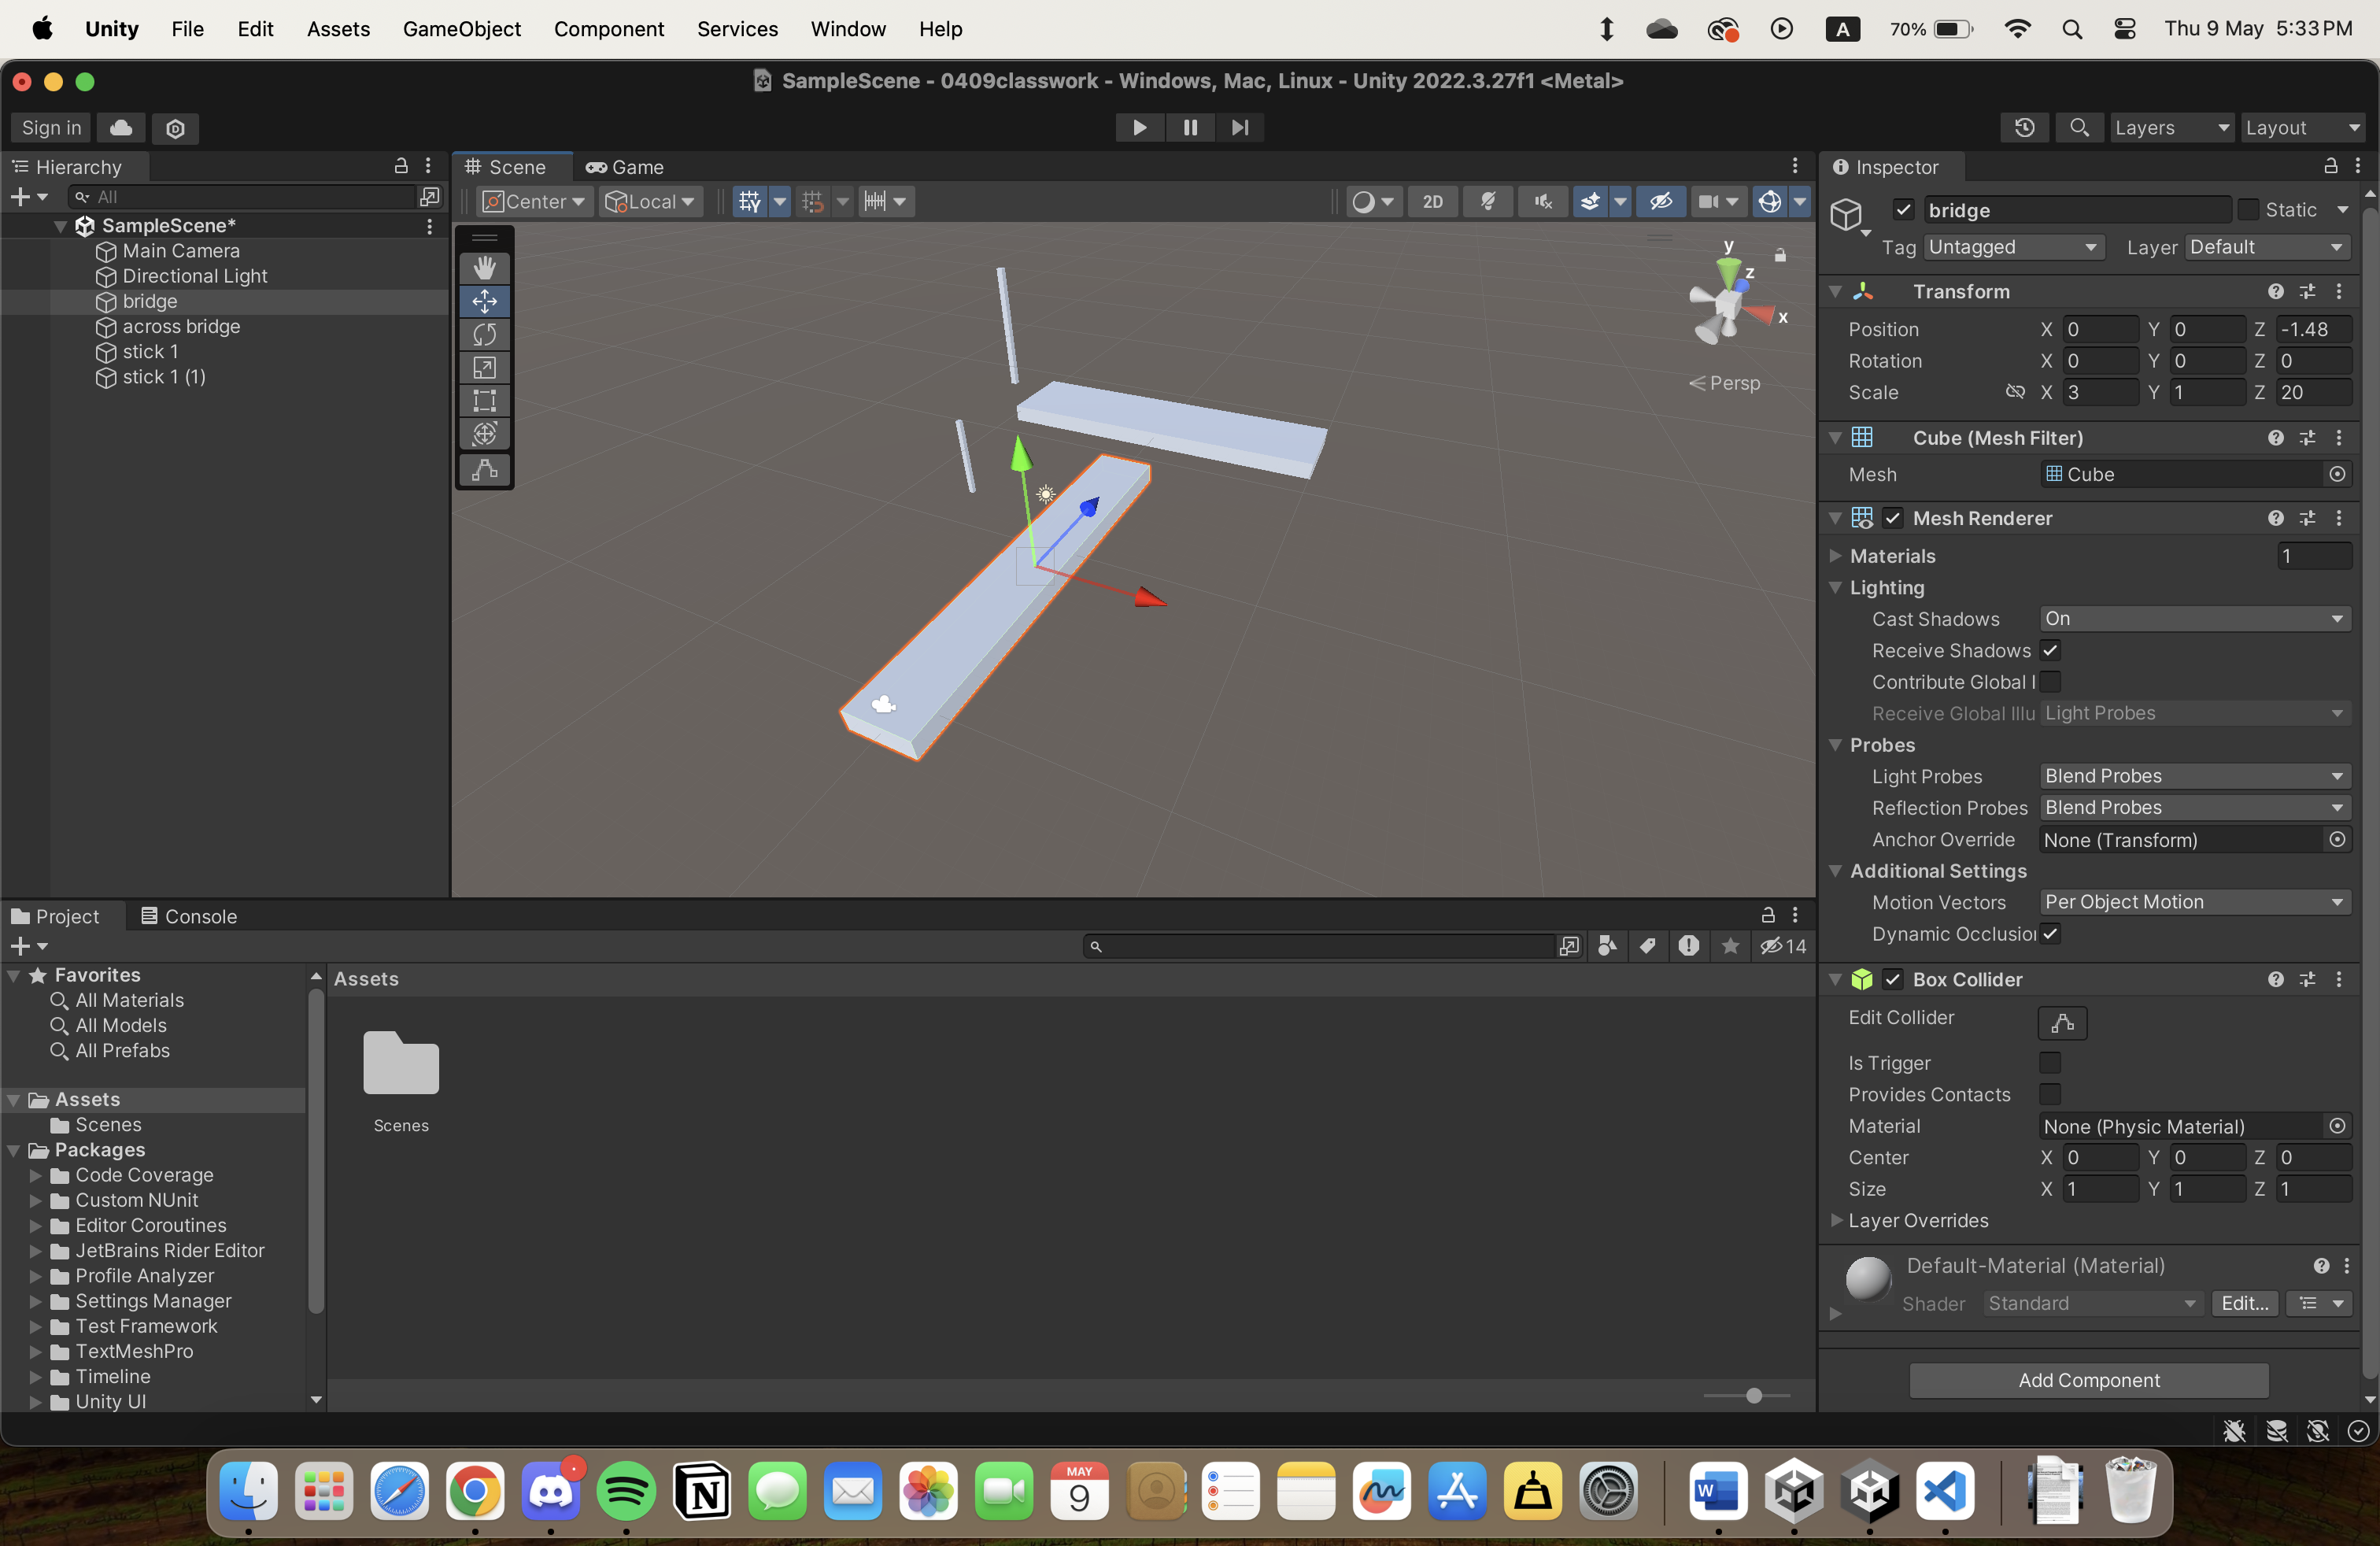 Unity File Edit Assets GameObject Component Services Window Help A 70% Thu 9 May 5:33 PM
SampleScene - 0409classwork - Windows, Mac, Linux - Unity 2022.3.27f1 <Metal>
Sign in Layers Layout
Hierarchy
All
SampleScene*
Main Camera
Directional Light
bridge
across bridge
stick 1
stick 1 (1)
Scene Game
Center Local 2D
y
z
x
Persp
Inspector
bridge Static
Tag Untagged Layer Default
Transform
Position X 0 Y 0 Z -1.48
Rotation X 0 Y 0 Z 0
Scale X 3 Y 1 Z 20
Cube (Mesh Filter)
Mesh Cube
Mesh Renderer
Materials 1
Lighting
Cast Shadows On
Receive Shadows
Contribute Global I
Receive Global Illu Light Probes
Probes
Light Probes Blend Probes
Reflection Probes Blend Probes
Anchor Override None (Transform)
Additional Settings
Motion Vectors Per Object Motion
Dynamic Occlusion
Box Collider
Edit Collider
Is Trigger
Provides Contacts
Material None (Physic Material)
Center X 0 Y 0 Z 0
Size X 1 Y 1 Z 1
Layer Overrides
Default-Material (Material)
Shader Standard Edit...
Add Component
Project Console
14
Favorites
All Materials
All Models
All Prefabs
Assets
Scenes
Packages
Code Coverage
Custom NUnit
Editor Coroutines
JetBrains Rider Editor
Profile Analyzer
Settings Manager
Test Framework
TextMeshPro
Timeline
Unity UI
Assets
Scenes
MAY
9
W